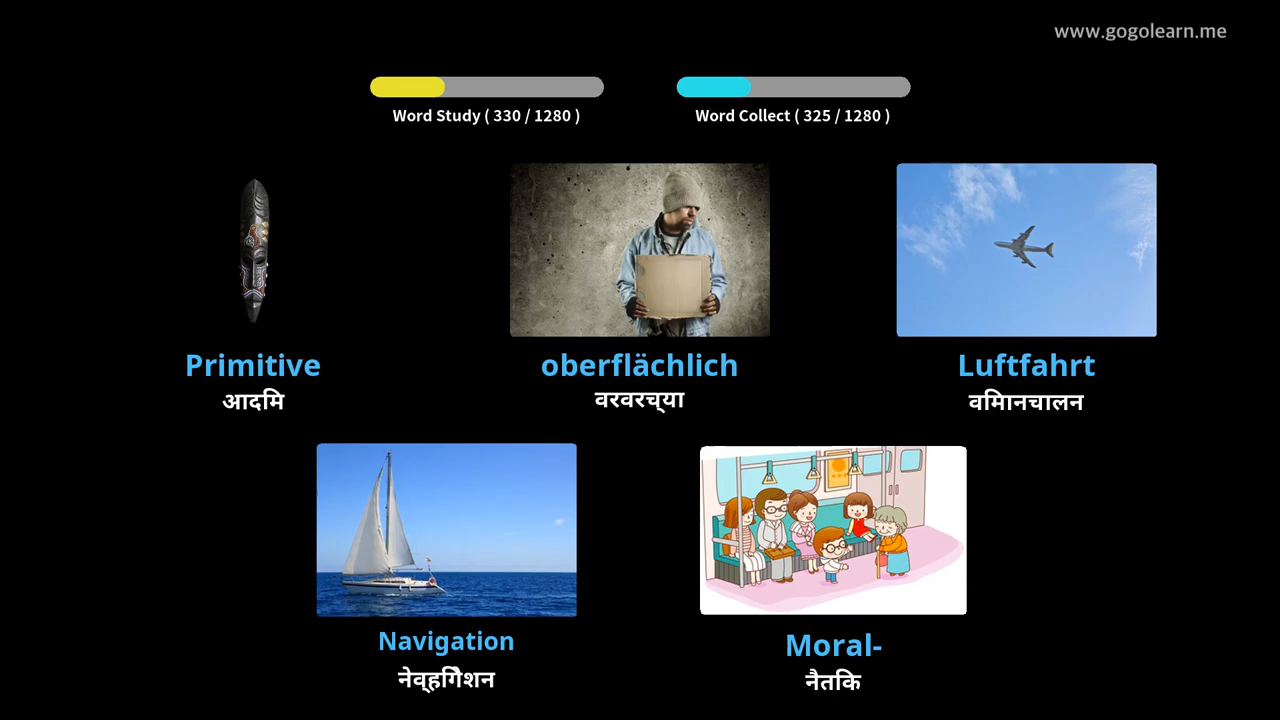 www.gogolearn.me
Word Study ( 330 / 1280 )
Word Collect ( 325 / 1280 )
Primitive
आदमि
oberflächlich
वरवरच्या
Luftfahrt
वमिानचालन
Navigation
नेव्हगिेशन
Moral-
नैतकि